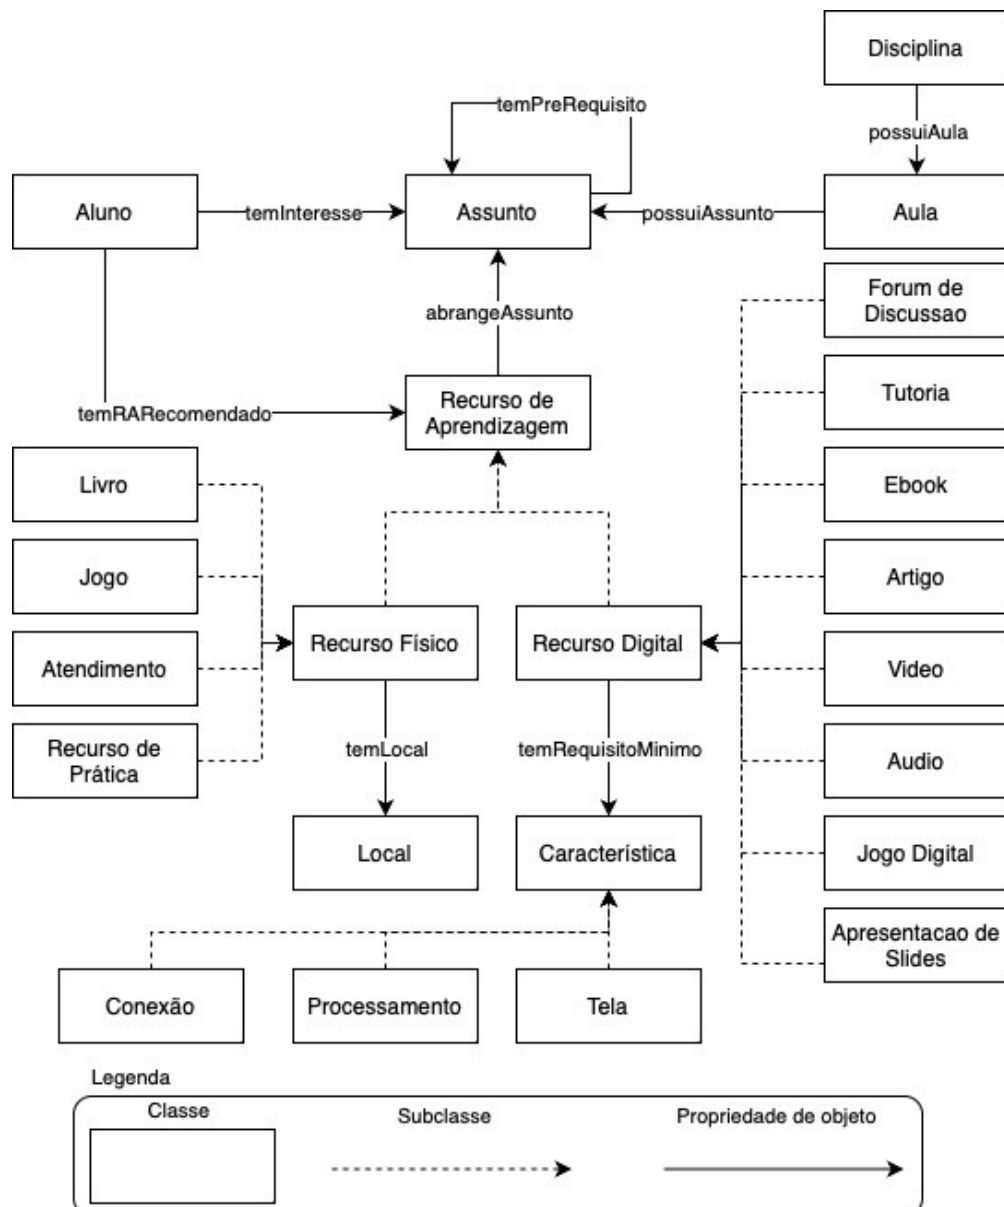 Disciplina
possuiAula
temPreRequisito
Aluno
temInteresse
Assunto
possuiAssunto
Aula
Forum de
Discussao
abrangeAssunto
Tutoria
temRARecomendado
Recurso de
Aprendizagem
Livro
Ebook
Jogo
Artigo
Atendimento
Recurso Físico
Recurso Digital
Video
Recurso de
Prática
temLocal
temRequisitoMinimo
Audio
Local
Característica
Jogo Digital
Apresentacao de
Slides
Conexão
Processamento
Tela
Legenda
Classe
Subclasse
Propriedade de objeto